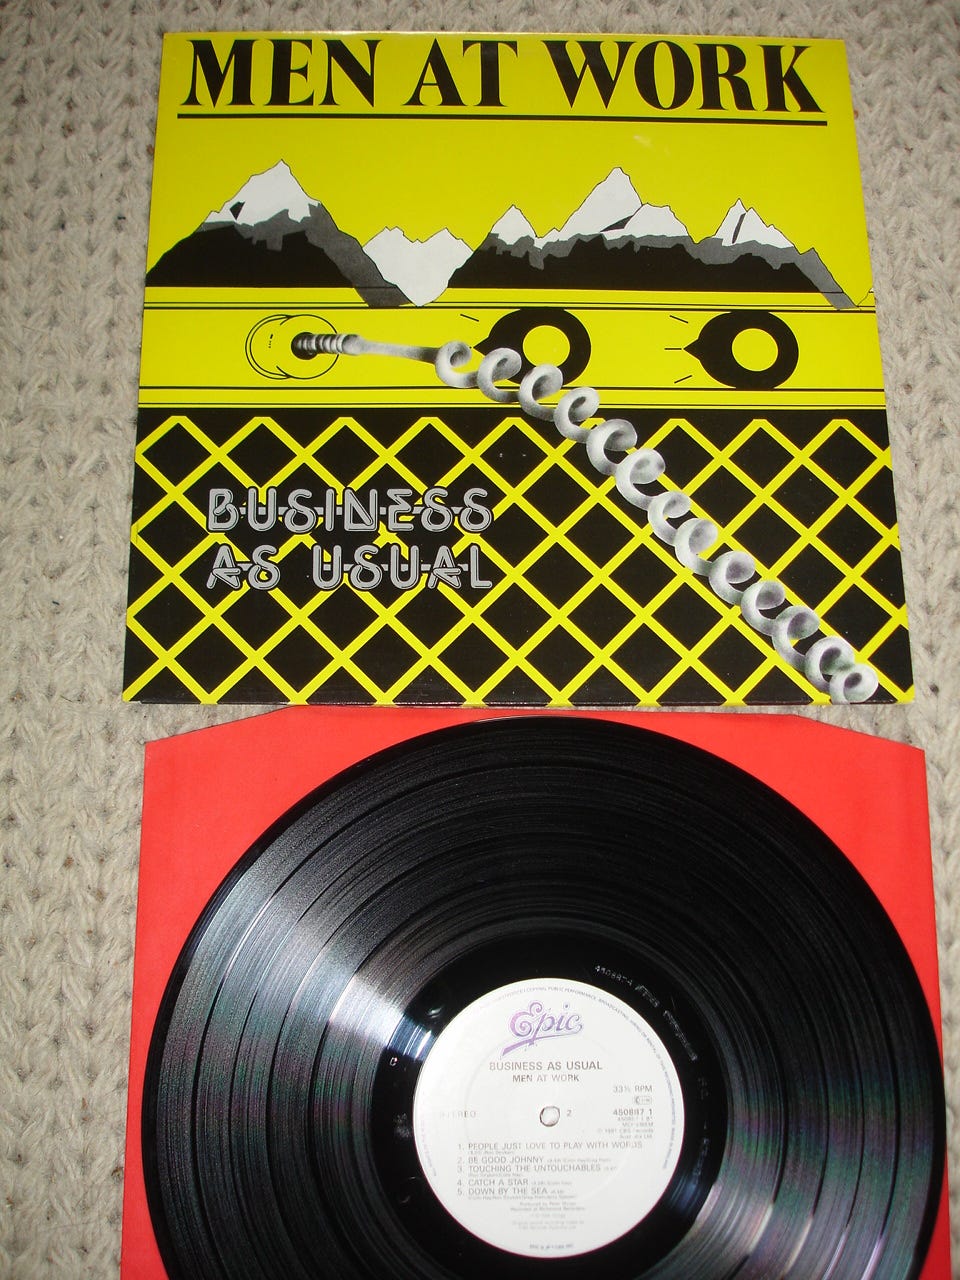 MEN AT WORK
BUSINESS
AS USUAL
Epic
BUSINESS AS USUAL
MEN AT WORK
33⅓ RPM
STEREO
2
450887 1
1. PEOPLE JUST LOVE TO PLAY WITH WORDS
2. BE GOOD JOHNNY
3. TOUCHING THE UNTOUCHABLES
4. CATCH A STAR
5. DOWN BY THE SEA